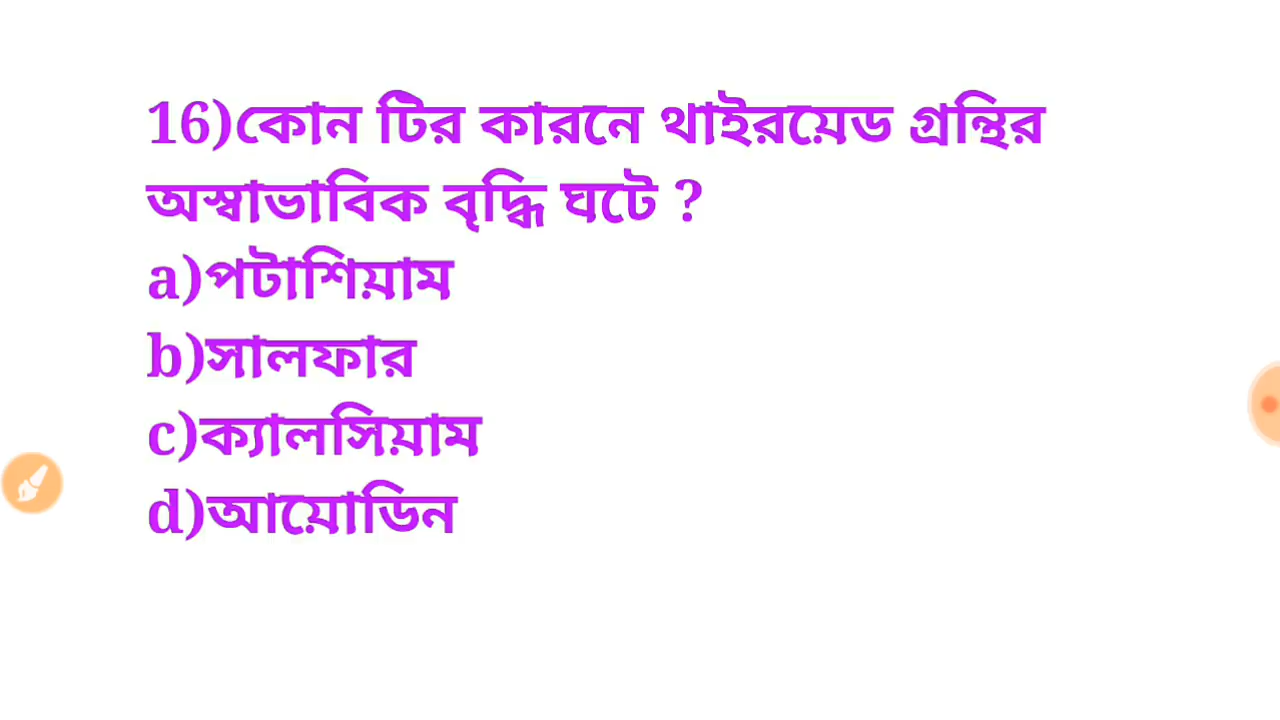 16)কোন টির কারনে থাইরয়েড গ্রন্থির
অস্বাভাবিক বৃদ্ধি ঘটে ?
a)পটাশিয়াম
b)সালফার
c)ক্যালসিয়াম
d)আয়োডিন